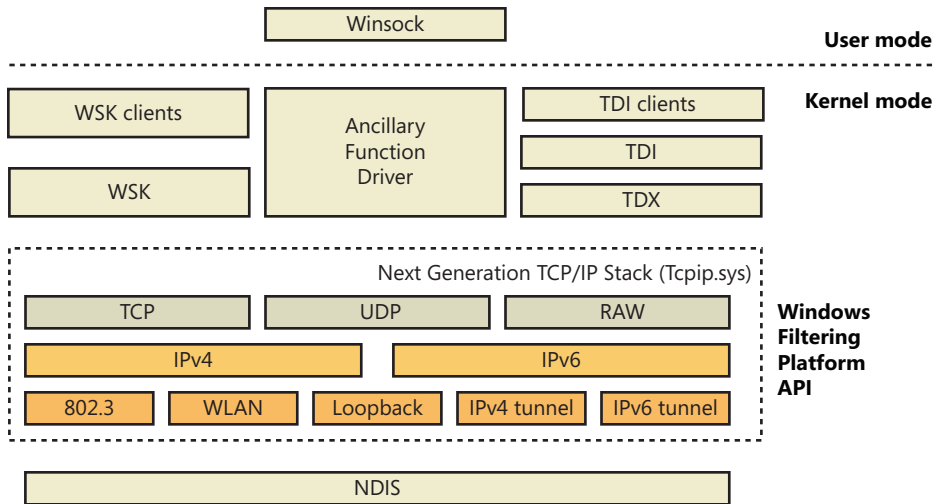 Winsock
User mode
Kernel mode
WSK clients
WSK
Ancillary
Function
Driver
TDI clients
TDI
TDX
Next Generation TCP/IP Stack (Tcpip.sys)
TCP
UDP
RAW
IPv4
IPv6
802.3
WLAN
Loopback
IPv4 tunnel
IPv6 tunnel
Windows
Filtering
Platform
API
NDIS